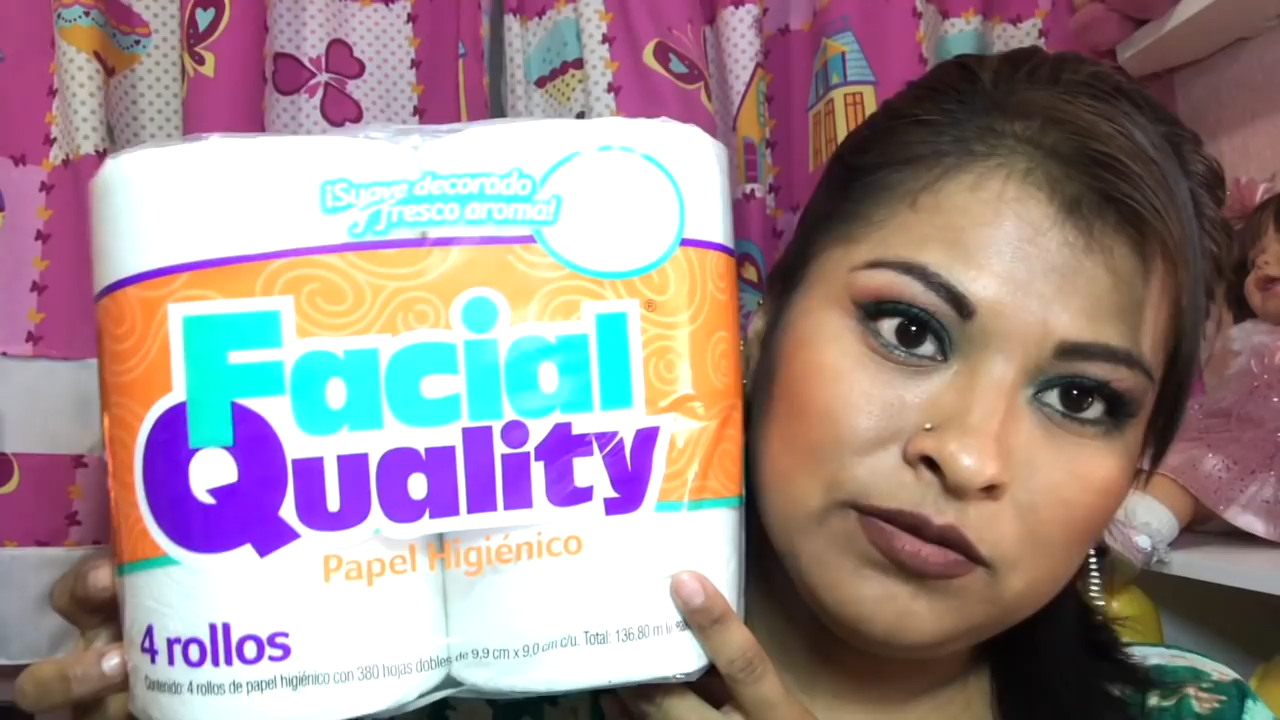 ¡Suave decorado
y fresco aroma!
Facial®
Quality
Papel Higiénico
4 rollos
Contenido: 4 rollos de papel higiénico con 380 hojas dobles de 9,9 cm x 9,0 cm c/u. Total: 136.80 m